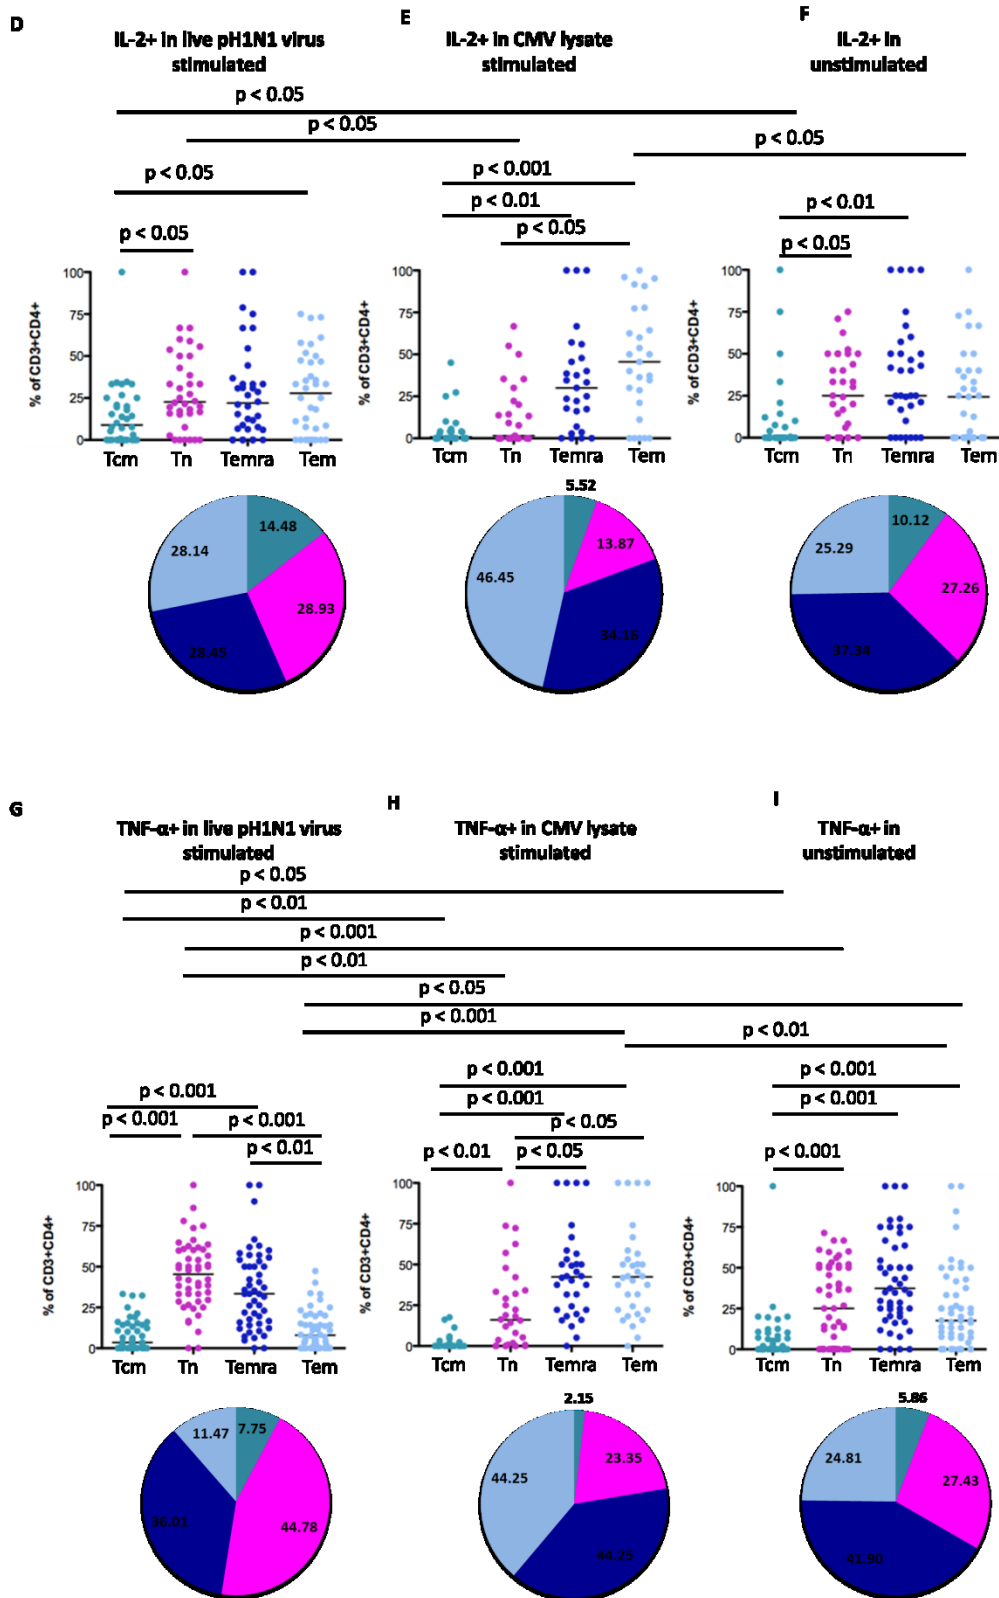 D
IL-2+ in live pH1N1 virus
stimulated
E
IL-2+ in CMV lysate
stimulated
F
IL-2+ in
unstimulated
p < 0.05
p < 0.05
p < 0.05
p < 0.001
p < 0.05
p < 0.01
p < 0.01
p < 0.05
p < 0.05
p < 0.05
% of CD3+CD4+
100
75
50
25
0
Tcm Tn Temra Tem
% of CD3+CD4+
100
75
50
25
0
Tcm Tn Temra Tem
% of CD3+CD4+
100
75
50
25
0
Tcm Tn Temra Tem
14.48
28.93
28.45
28.14
5.52
13.87
34.16
46.45
10.12
27.26
37.34
25.29
G
TNF-α+ in live pH1N1 virus
stimulated
H
TNF-α+ in CMV lysate
stimulated
I
TNF-α+ in
unstimulated
p < 0.05
p < 0.01
p < 0.001
p < 0.01
p < 0.05
p < 0.001
p < 0.01
p < 0.001
p < 0.001
p < 0.001
p < 0.01
p < 0.001
p < 0.001
p < 0.05
p < 0.01
p < 0.05
p < 0.001
p < 0.001
p < 0.001
% of CD3+CD4+
100
75
50
25
0
Tcm Tn Temra Tem
% of CD3+CD4+
100
75
50
25
0
Tcm Tn Temra Tem
% of CD3+CD4+
100
75
50
25
0
Tcm Tn Temra Tem
7.75
44.78
36.01
11.47
2.15
23.35
44.25
44.25
5.86
27.43
41.90
24.81